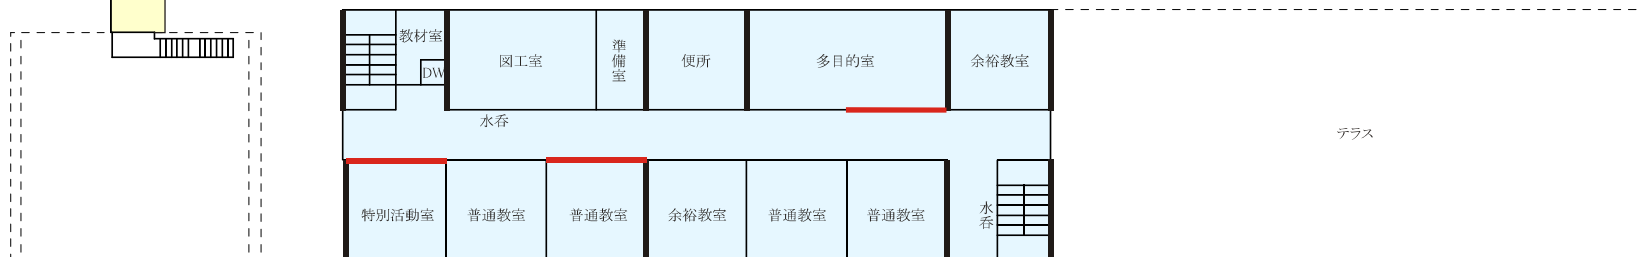 教材室
DW
図工室
準備室
便所
多目的室
余裕教室
水呑
テラス
特別活動室
普通教室
普通教室
余裕教室
普通教室
普通教室
水呑